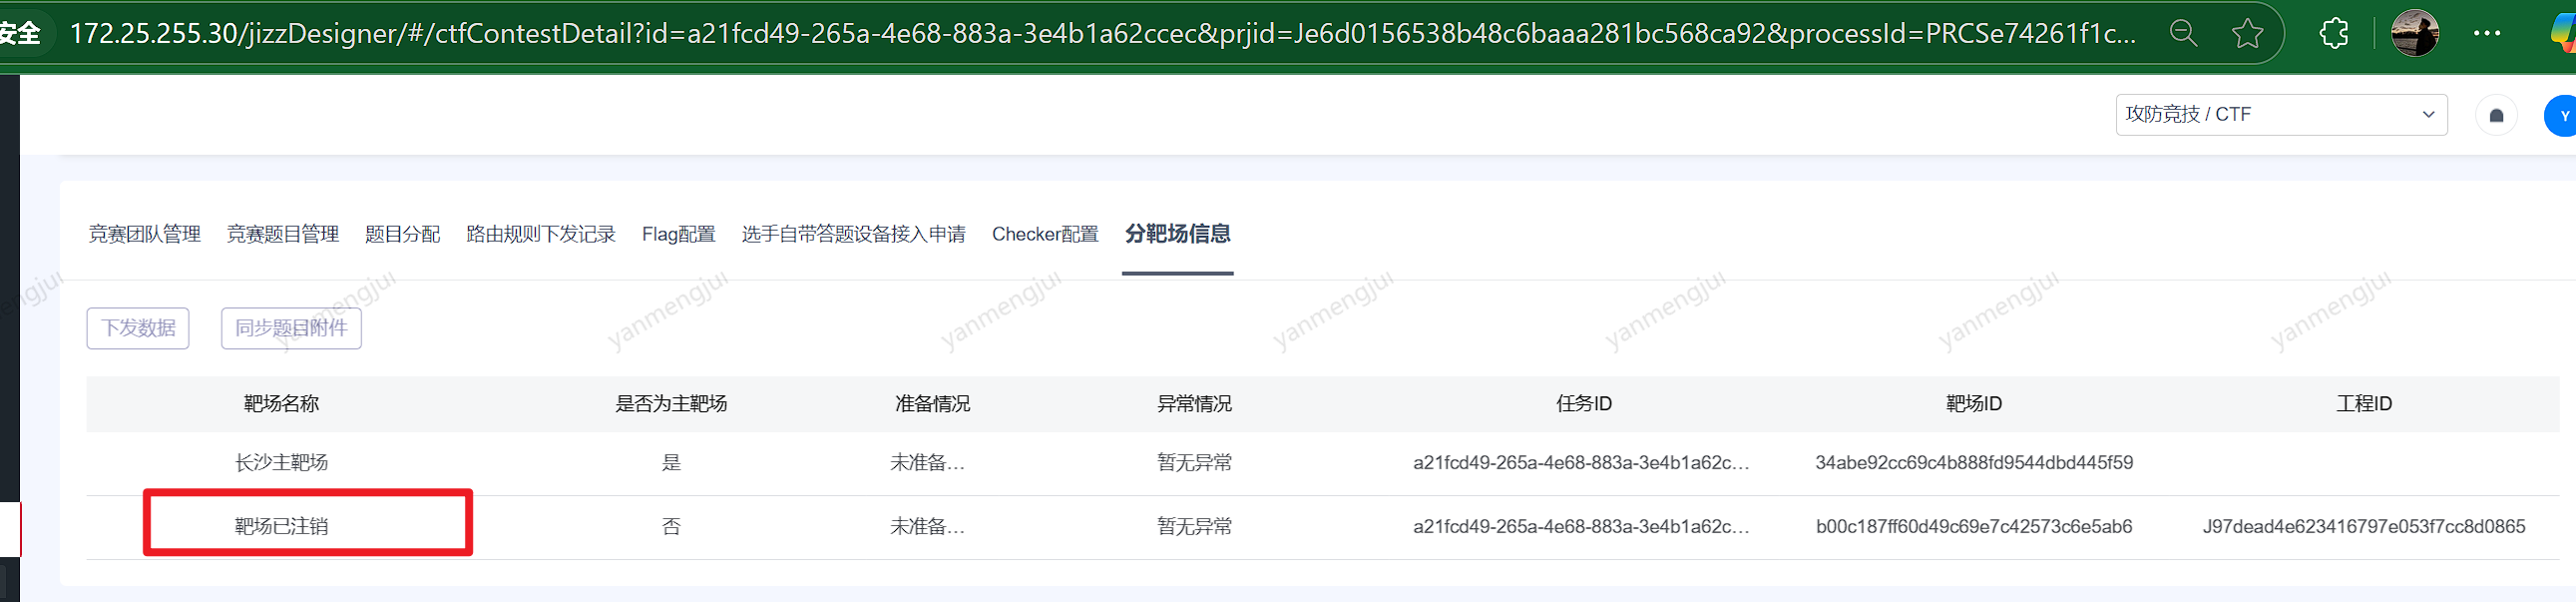 安全 172.25.255.30/jizzDesigner/#/ctfContestDetail?id=a21fcd49-265a-4e68-883a-3e4b1a62ccec&prjid=Je6d0156538b48c6baaa281bc568ca92&processId=PRCSe74261f1c...
攻防竞技 / CTF Y
竞赛团队管理 竞赛题目管理 题目分配 路由规则下发记录 Flag配置 选手自带答题设备接入申请 Checker配置 分靶场信息
下发数据 同步题目附件
yanmengjui yanmengjui yanmengjui yanmengjui yanmengjui yanmengjui yanmengjui
靶场名称 是否为主靶场 准备情况 异常情况 任务ID 靶场ID 工程ID
长沙主靶场 是 未准备... 暂无异常 a21fcd49-265a-4e68-883a-3e4b1a62c... 34abe92cc69c4b888fd9544dbd445f59
靶场已注销 否 未准备... 暂无异常 a21fcd49-265a-4e68-883a-3e4b1a62c... b00c187ff60d49c69e7c42573c6e5ab6 J97dead4e623416797e053f7cc8d0865